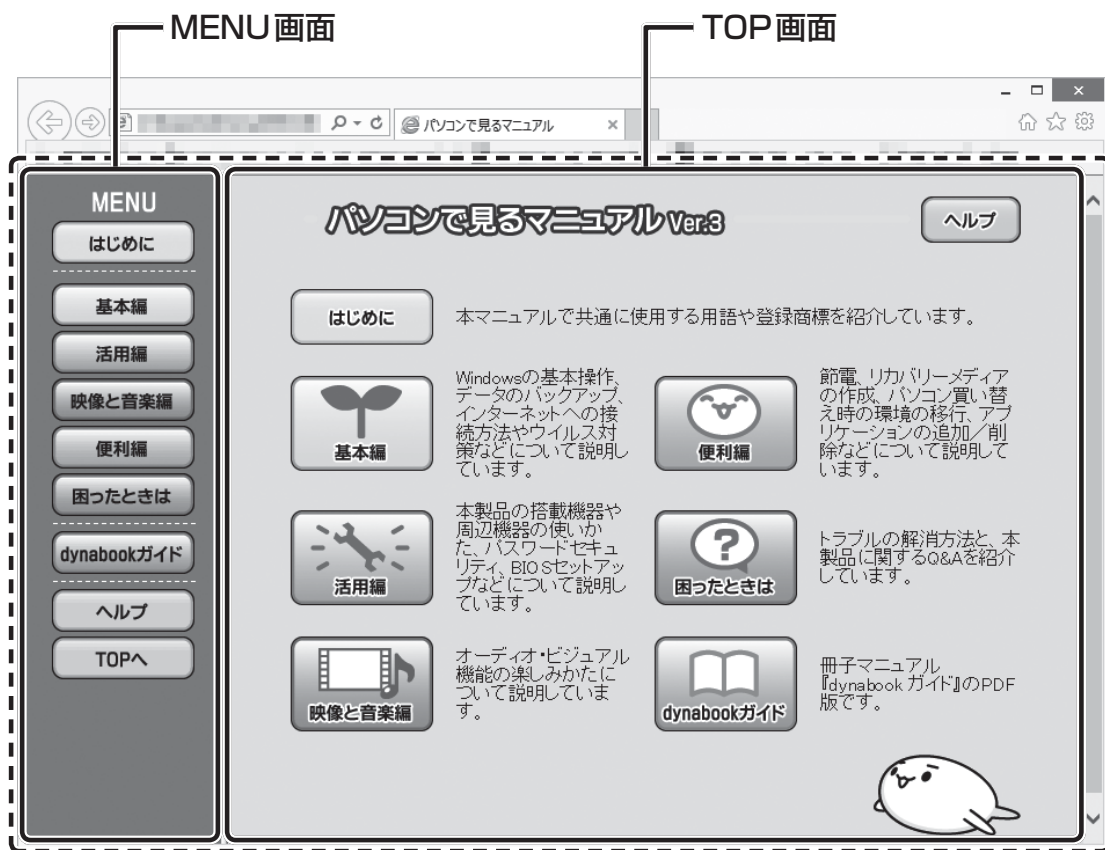 MENU画面
TOP画面
パソコンで見るマニュアル
MENU
はじめに
基本編
活用編
映像と音楽編
便利編
困ったときは
dynabookガイド
ヘルプ
TOPへ
パソコンで見るマニュアル Ver.3
ヘルプ
はじめに
本マニュアルで共通に使用する用語や登録商標を紹介しています。
基本編
Windowsの基本操作、
データのバックアップ、
インターネットへの接
続方法やウイルス対
策などについて説明し
ています。
便利編
節電、リカバリーメディア
の作成、パソコン買い替
え時の環境の移行、アプ
リケーションの追加／削
除などについて説明して
います。
活用編
本製品の搭載機器や
周辺機器の使いか
た、パスワードセキュ
リティ、BIOSセットアッ
プなどについて説明し
ています。
困ったときは
トラブルの解消方法と、本
製品に関するQ&Aを紹介
しています。
映像と音楽編
オーディオ・ビジュアル
機能の楽しみかたに
ついて説明していま
す。
dynabookガイド
冊子マニュアル
『dynabook ガイド』のPDF
版です。